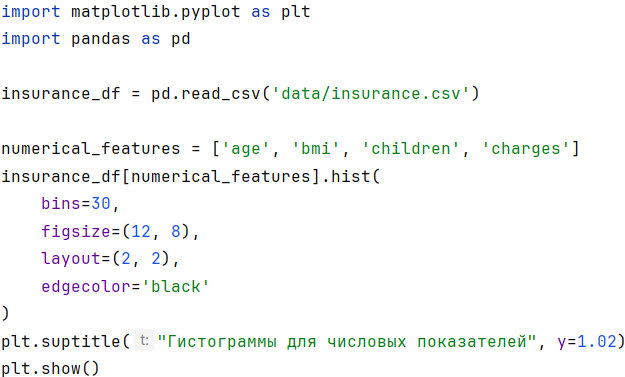 import matplotlib.pyplot as plt
import pandas as pd

insurance_df = pd.read_csv('data/insurance.csv')

numerical_features = ['age', 'bmi', 'children', 'charges']
insurance_df[numerical_features].hist(
    bins=30,
    figsize=(12, 8),
    layout=(2, 2),
    edgecolor='black'
)
plt.suptitle( t: "Гистограммы для числовых показателей", y=1.02)
plt.show()